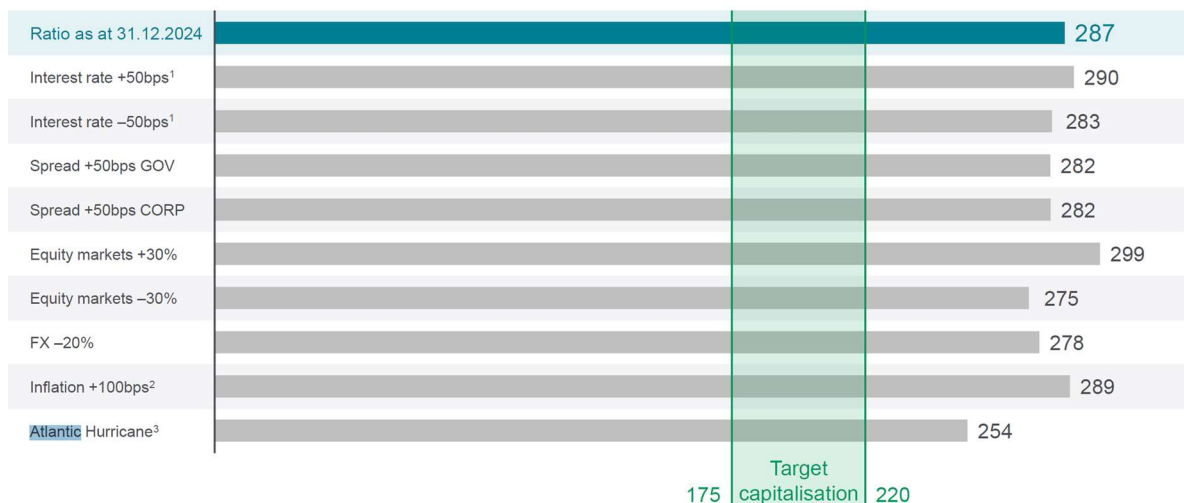 Ratio as at 31.12.2024 287
Interest rate +50bps¹ 290
Interest rate –50bps¹ 283
Spread +50bps GOV 282
Spread +50bps CORP 282
Equity markets +30% 299
Equity markets –30% 275
FX –20% 278
Inflation +100bps² 289
Atlantic Hurricane³ 254
Target
175 capitalisation 220